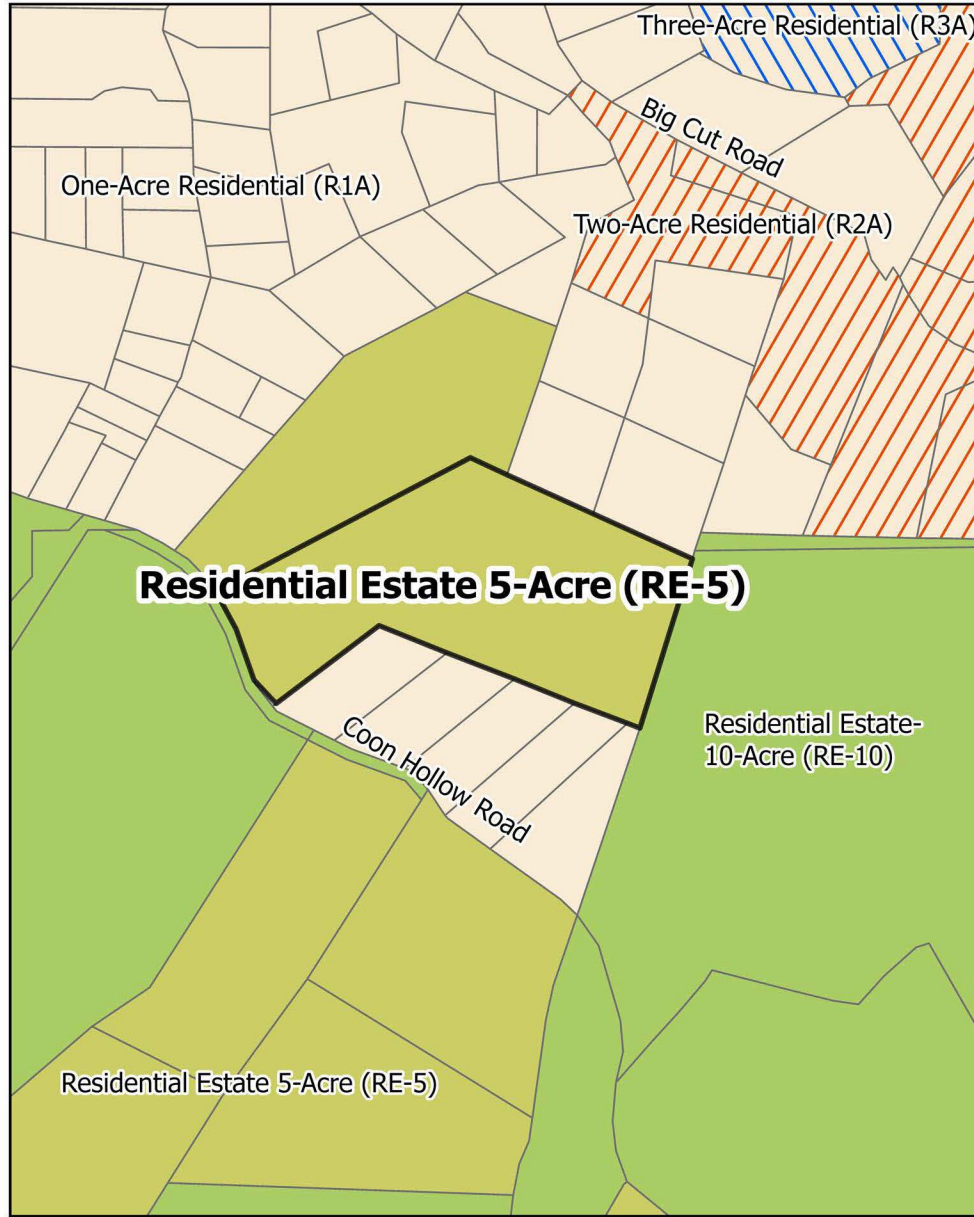 Three-Acre Residential (R3A)
Big Cut Road
One-Acre Residential (R1A)
Two-Acre Residential (R2A)
Residential Estate 5-Acre (RE-5)
Residential Estate-
10-Acre (RE-10)
Coon Hollow Road
Residential Estate 5-Acre (RE-5)